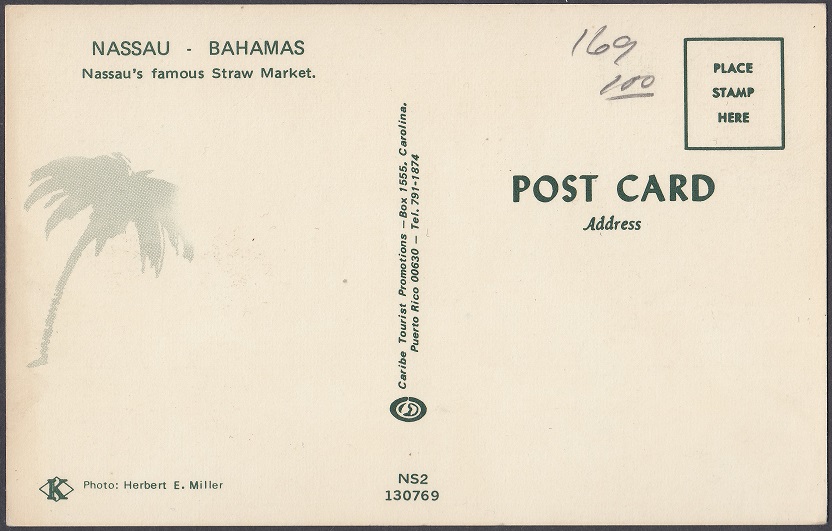 NASSAU - BAHAMAS
Nassau's famous Straw Market.
169
100
PLACE
STAMP
HERE
POST CARD
Address
Caribe Tourist Promotions — Box 1555, Carolina,
Puerto Rico 00630 — Tel. 791-1874
K
Photo: Herbert E. Miller
NS2
130769